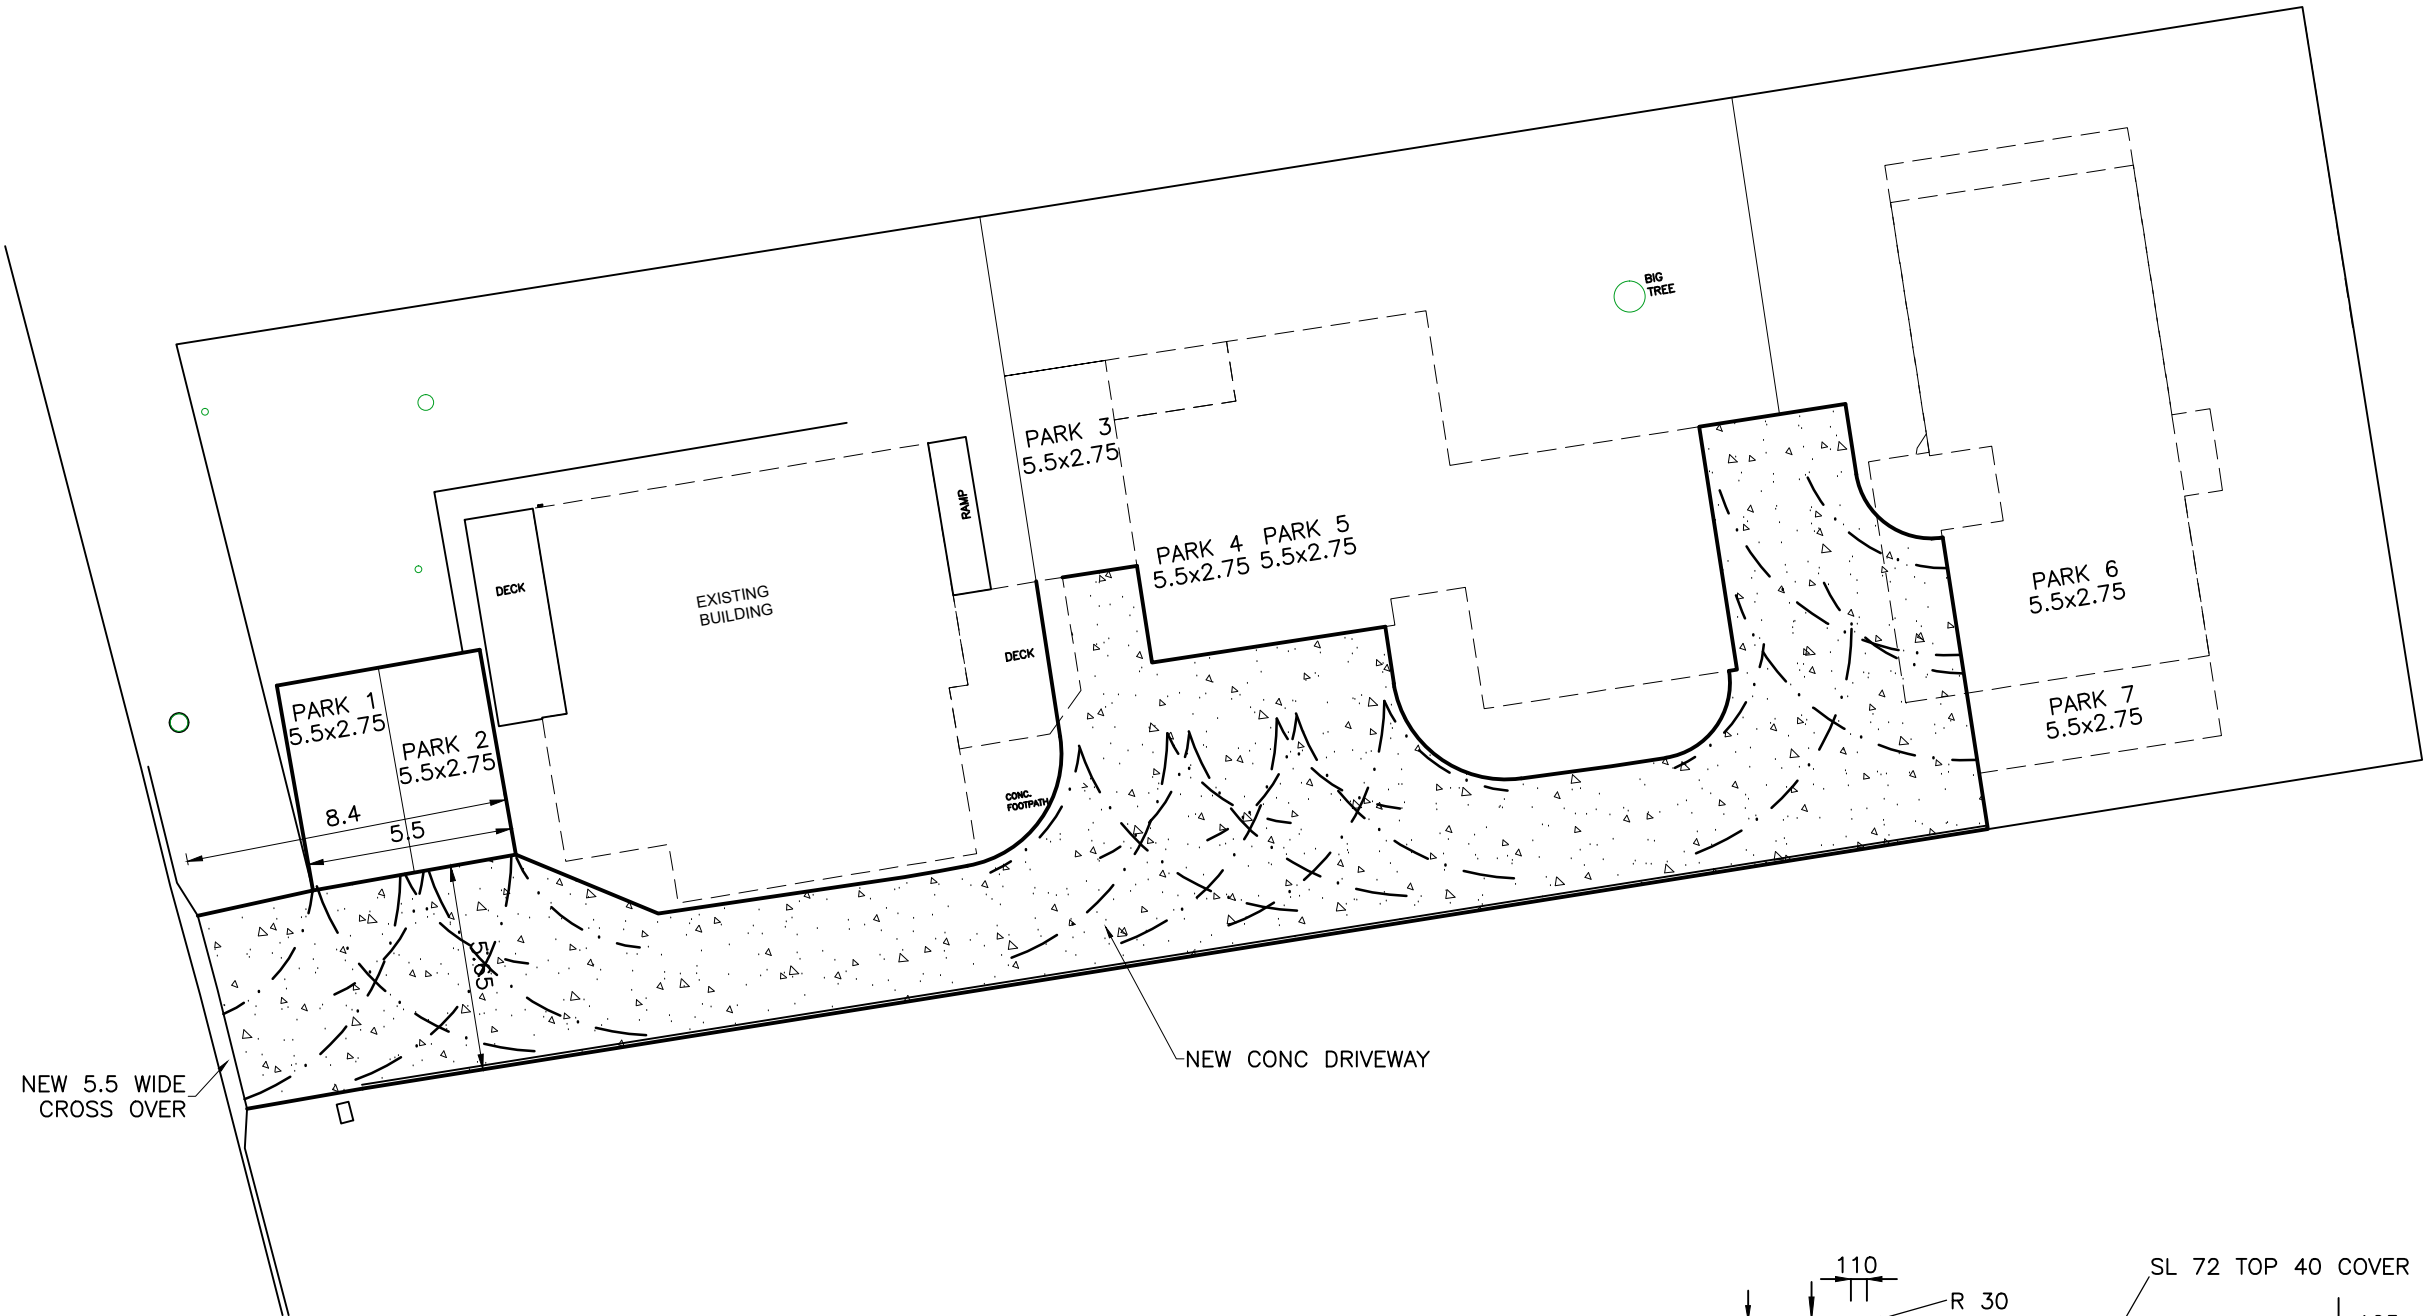 BIG
TREE
PARK 3
5.5x2.75
RAMP
PARK 4
5.5x2.75
PARK 5
5.5x2.75
DECK
EXISTING
BUILDING
PARK 6
5.5x2.75
DECK
PARK 1
5.5x2.75
PARK 2
5.5x2.75
PARK 7
5.5x2.75
CONC.
FOOTPATH
8.4
5.5
5.65
NEW CONC DRIVEWAY
NEW 5.5 WIDE
CROSS OVER
110
SL 72 TOP 40 COVER
R 30